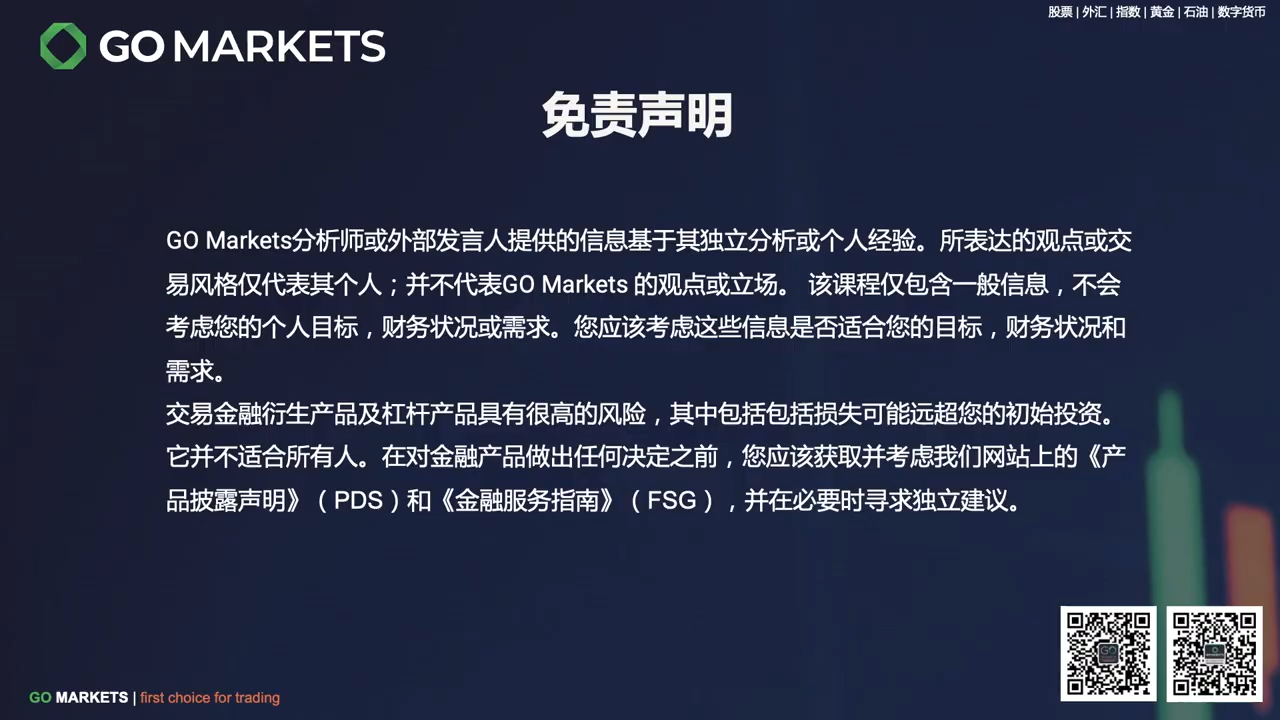 股票 | 外汇 | 指数 | 黄金 | 石油 | 数字货币
GO MARKETS
免责声明
GO Markets分析师或外部发言人提供的信息基于其独立分析或个人经验。所表达的观点或交
易风格仅代表其个人；并不代表GO Markets 的观点或立场。 该课程仅包含一般信息，不会
考虑您的个人目标，财务状况或需求。您应该考虑这些信息是否适合您的目标，财务状况和
需求。
交易金融衍生产品及杠杆产品具有很高的风险，其中包括包括损失可能远超您的初始投资。
它并不适合所有人。在对金融产品做出任何决定之前，您应该获取并考虑我们网站上的《产
品披露声明》（PDS）和《金融服务指南》（FSG），并在必要时寻求独立建议。
GO MARKETS | first choice for trading